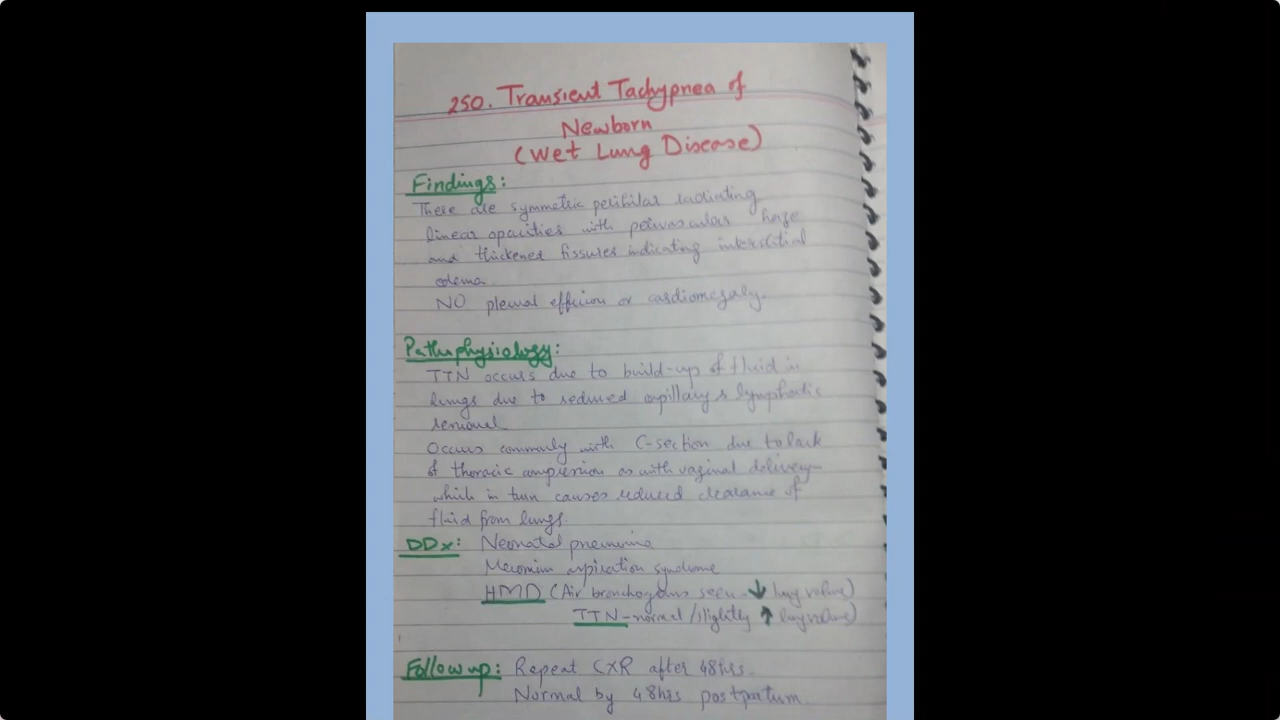 250. Transient Tachypnea of
Newborn
(Wet Lung Disease)
Findings:
There are symmetric perihilar radiating
linear opacities with perivascular haze
and thickened fissures indicating interstitial
edema.
NO pleural effusion or cardiomegaly.
Pathophysiology:
TTN occurs due to build-up of fluid in
lungs due to reduced capillary & lymphatic
removal
Occurs commonly with C-section due to lack
of thoracic compression as with vaginal delivery
which in turn causes reduced clearance of
fluid from lungs.
DDx: Neonatal pneumonia
Meconium aspiration syndrome
HMD (Air bronchograms seen - ↓ lung volume)
TTN - normal/slightly ↑ lung volume)
Follow up: Repeat CXR after 48hrs.
Normal by 48hrs postpartum.